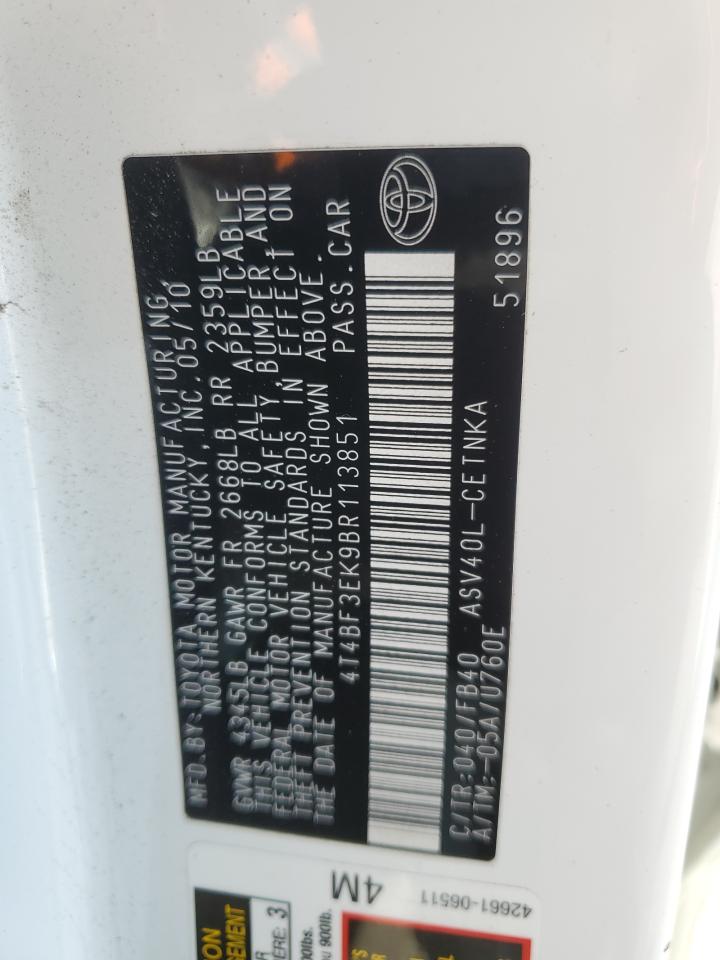 MFD.BY:TOYOTA MOTOR MANUFACTURING,
NORTHERN KENTUCKY,INC.05/10
GVWR 4345LB GAWR FR 2668LB RR 2359LB
THIS VEHICLE CONFORMS TO ALL APPLICABLE
FEDERAL MOTOR VEHICLE SAFETY,BUMPER,AND
THEFT PREVENTION STANDARDS IN EFFECT ON
THE DATE OF MANUFACTURE SHOWN ABOVE.
4T4BF3EK9BR113851 PASS.CAR
C/TR:040/FB40 ASV40L-CETNKA
A/TM:-05A/U760E 51896
4M
42661-06511